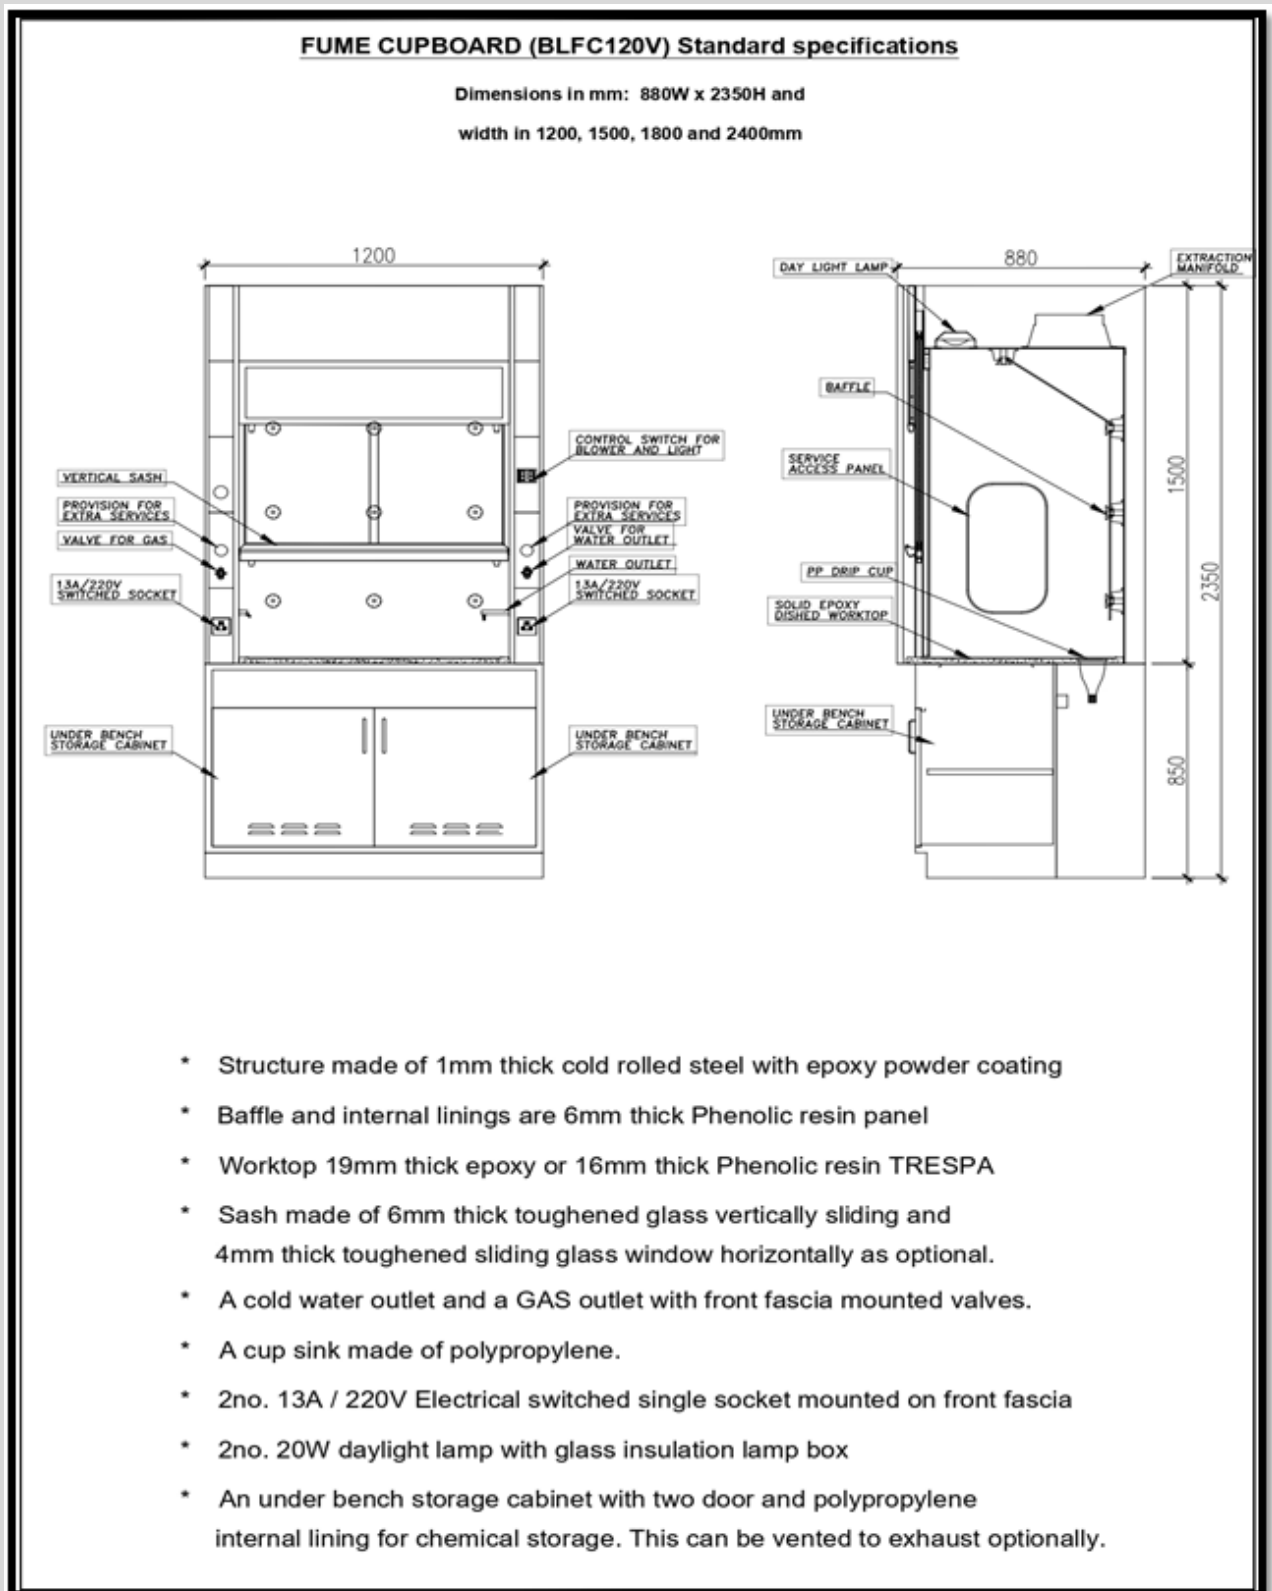 FUME CUPBOARD (BLFC120V) Standard specifications
Dimensions in mm: 880W x 2350H and
width in 1200, 1500, 1800 and 2400mm
1200
VERTICAL SASH
PROVISION FOR
EXTRA SERVICES
VALVE FOR GAS
13A/220V
SWITCHED SOCKET
UNDER BENCH
STORAGE CABINET
CONTROL SWITCH FOR
BLOWER AND LIGHT
PROVISION FOR
EXTRA SERVICES
VALVE FOR
WATER OUTLET
WATER OUTLET
13A/220V
SWITCHED SOCKET
UNDER BENCH
STORAGE CABINET
880
DAY LIGHT LAMP
EXTRACTION
MANIFOLD
BAFFLE
SERVICE
ACCESS PANEL
PP DRIP CUP
SOLID EPOXY
DISHED WORKTOP
UNDER BENCH
STORAGE CABINET
1500
2350
850
* Structure made of 1mm thick cold rolled steel with epoxy powder coating
* Baffle and internal linings are 6mm thick Phenolic resin panel
* Worktop 19mm thick epoxy or 16mm thick Phenolic resin TRESPA
* Sash made of 6mm thick toughened glass vertically sliding and
4mm thick toughened sliding glass window horizontally as optional.
* A cold water outlet and a GAS outlet with front fascia mounted valves.
* A cup sink made of polypropylene.
* 2no. 13A / 220V Electrical switched single socket mounted on front fascia
* 2no. 20W daylight lamp with glass insulation lamp box
* An under bench storage cabinet with two door and polypropylene
internal lining for chemical storage. This can be vented to exhaust optionally.